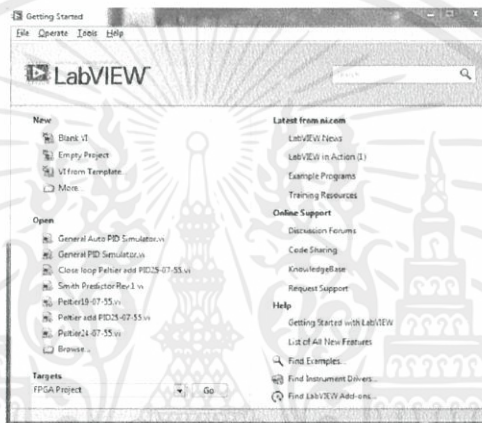 Getting Started
File Operate Tools Help
LabVIEW
Search
New
Blank VI
Empty Project
VI from Template...
More...
Open
General Auto PID Simulator.vi
General PID Simulator.vi
Close loop Peltier add PID25-07-55.vi
Smith Predictor Rev.1.vi
Peltier19-07-55.vi
Peltier add PID25-07-55.vi
Peltier24-07-55.vi
Browse...
Targets
FPGA Project
Go
Latest from ni.com
LabVIEW News
LabVIEW in Action (1)
Example Programs
Training Resources
Online Support
Discussion Forums
Code Sharing
KnowledgeBase
Request Support
Help
Getting Started with LabVIEW
List of All New Features
Find Examples...
Find Instrument Drivers...
Find LabVIEW Add-ons...